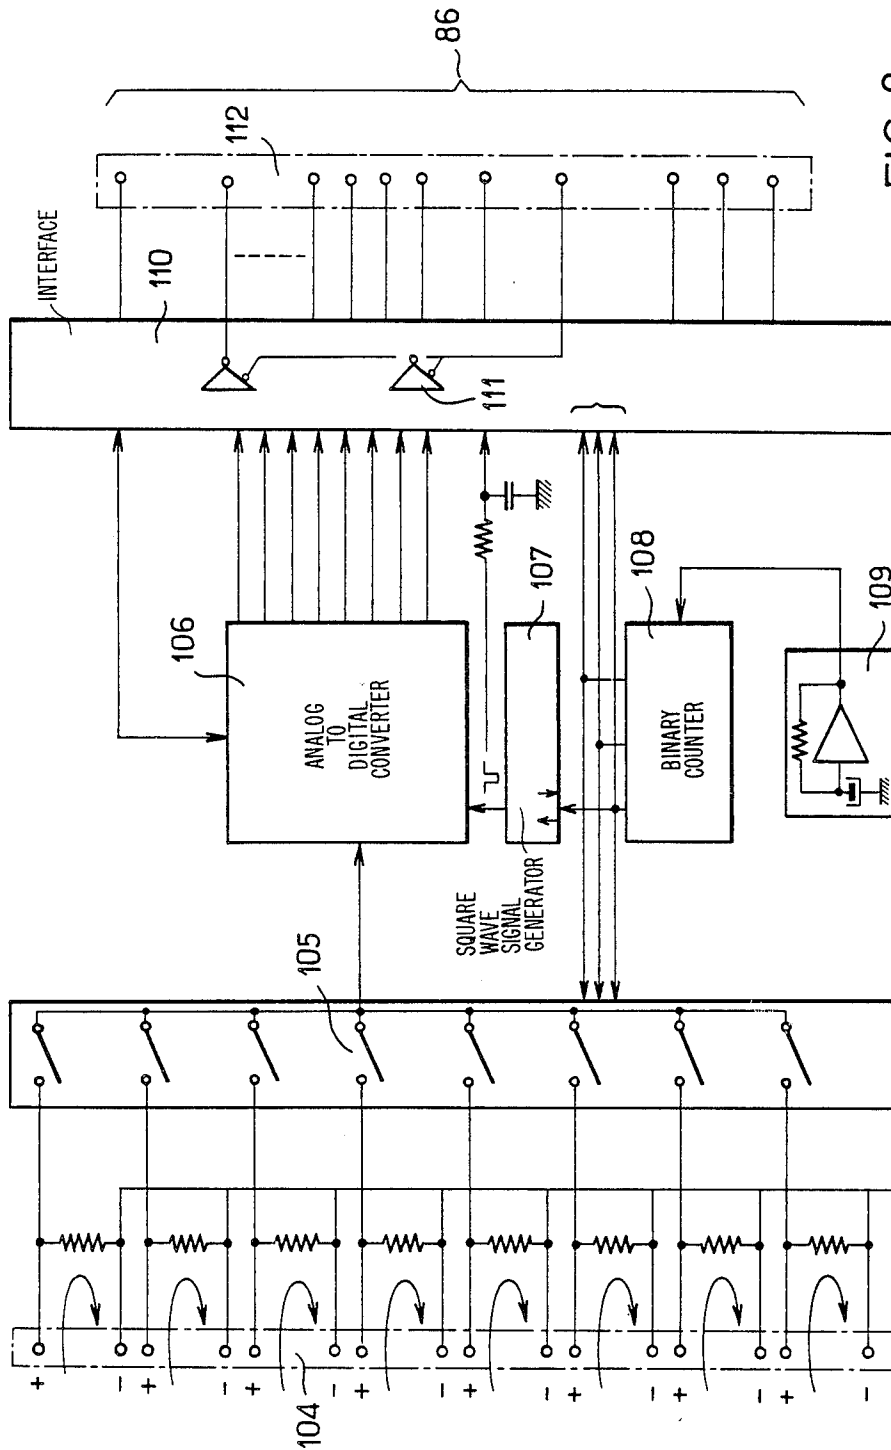 86
112
INTERFACE
110
111
106
ANALOG
TO
DIGITAL
CONVERTER
107
SQUARE
WAVE
SIGNAL
GENERATOR
108
BINARY
COUNTER
109
105
104
+
-
+
-
+
-
+
-
+
-
+
-
+
-
+
-